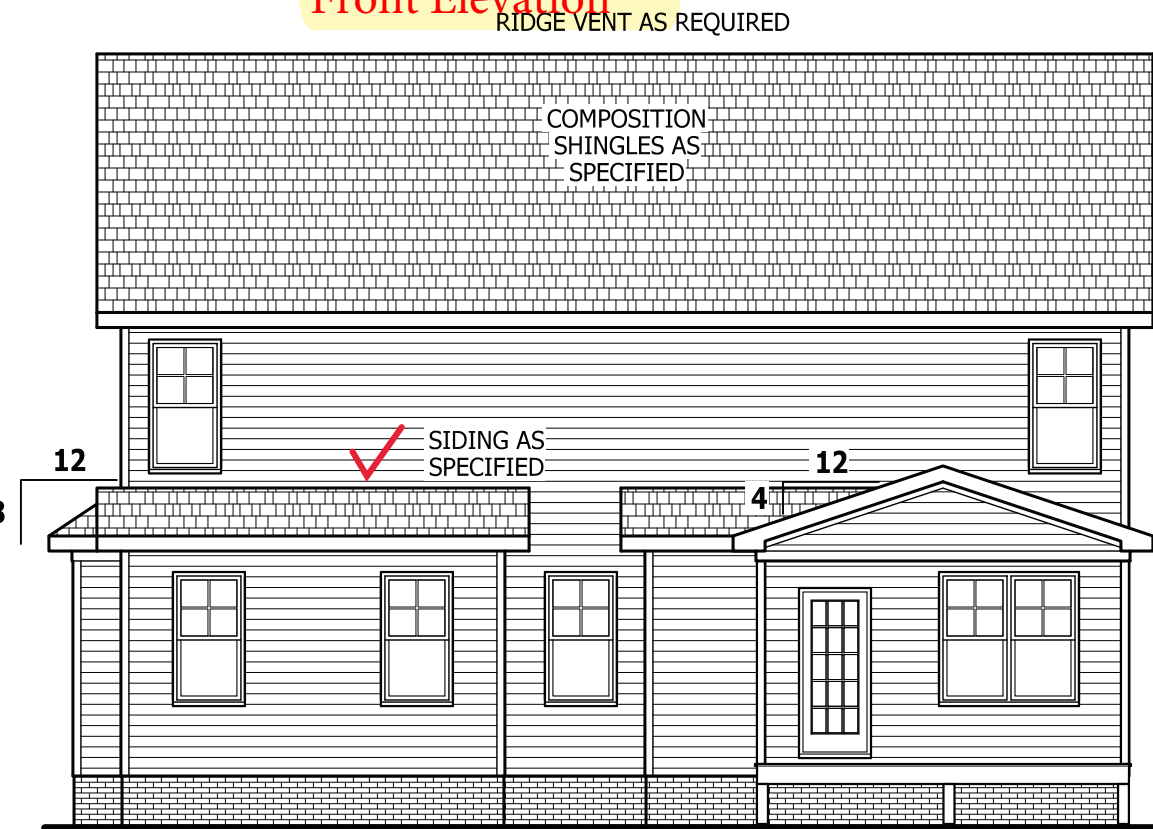 Front Elevation
RIDGE VENT AS REQUIRED
COMPOSITION
SHINGLES AS
SPECIFIED
SIDING AS
SPECIFIED
12
12
4